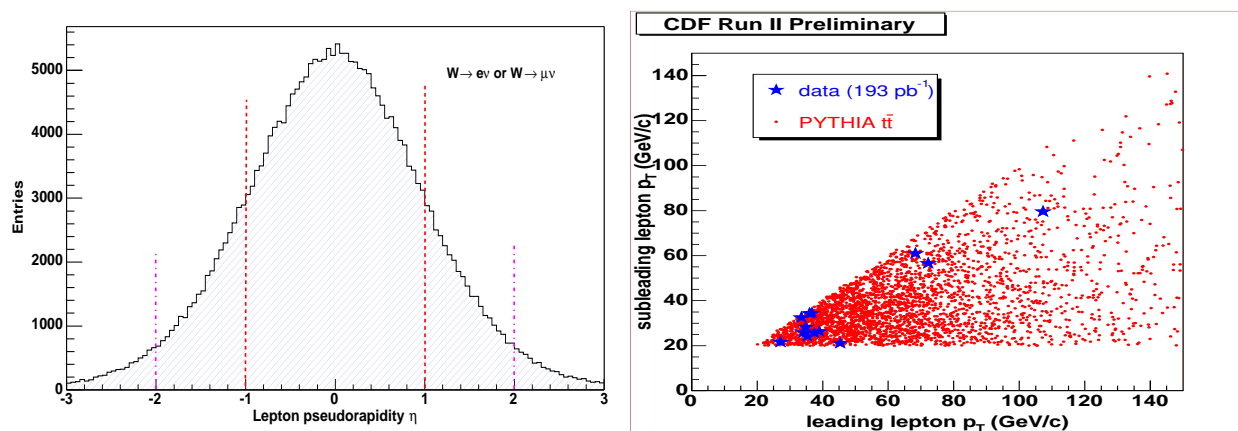 W→ eν or W→ μν
Entries
5000
4000
3000
2000
1000
0
-3 -2 -1 0 1 2 3
Lepton pseudorapidity η
CDF Run II Preliminary
data (193 pb⁻¹)
PYTHIA tt̄
subleading lepton p_T (GeV/c)
140
120
100
80
60
40
20
0
0 20 40 60 80 100 120 140
leading lepton p_T (GeV/c)